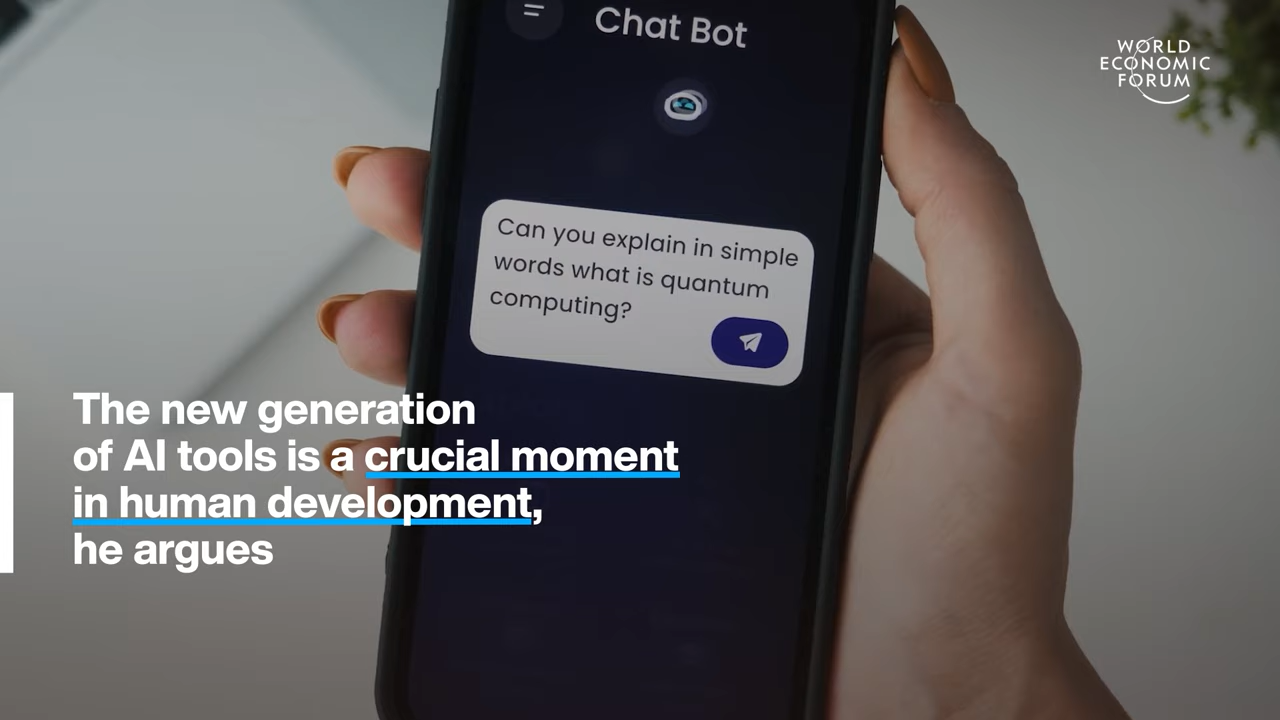 Chat Bot
WORLD
ECONOMIC
FORUM
Can you explain in simple
words what is quantum
computing?
The new generation
of AI tools is a crucial moment
in human development,
he argues